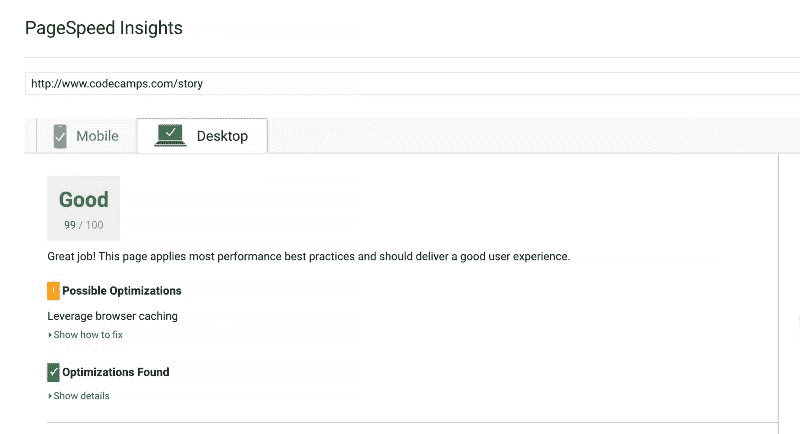 PageSpeed Insights
http://www.codecamps.com/story
Mobile
Desktop
Good
99 / 100
Great job! This page applies most performance best practices and should deliver a good user experience.
! Possible Optimizations
Leverage browser caching
Show how to fix
Optimizations Found
Show details